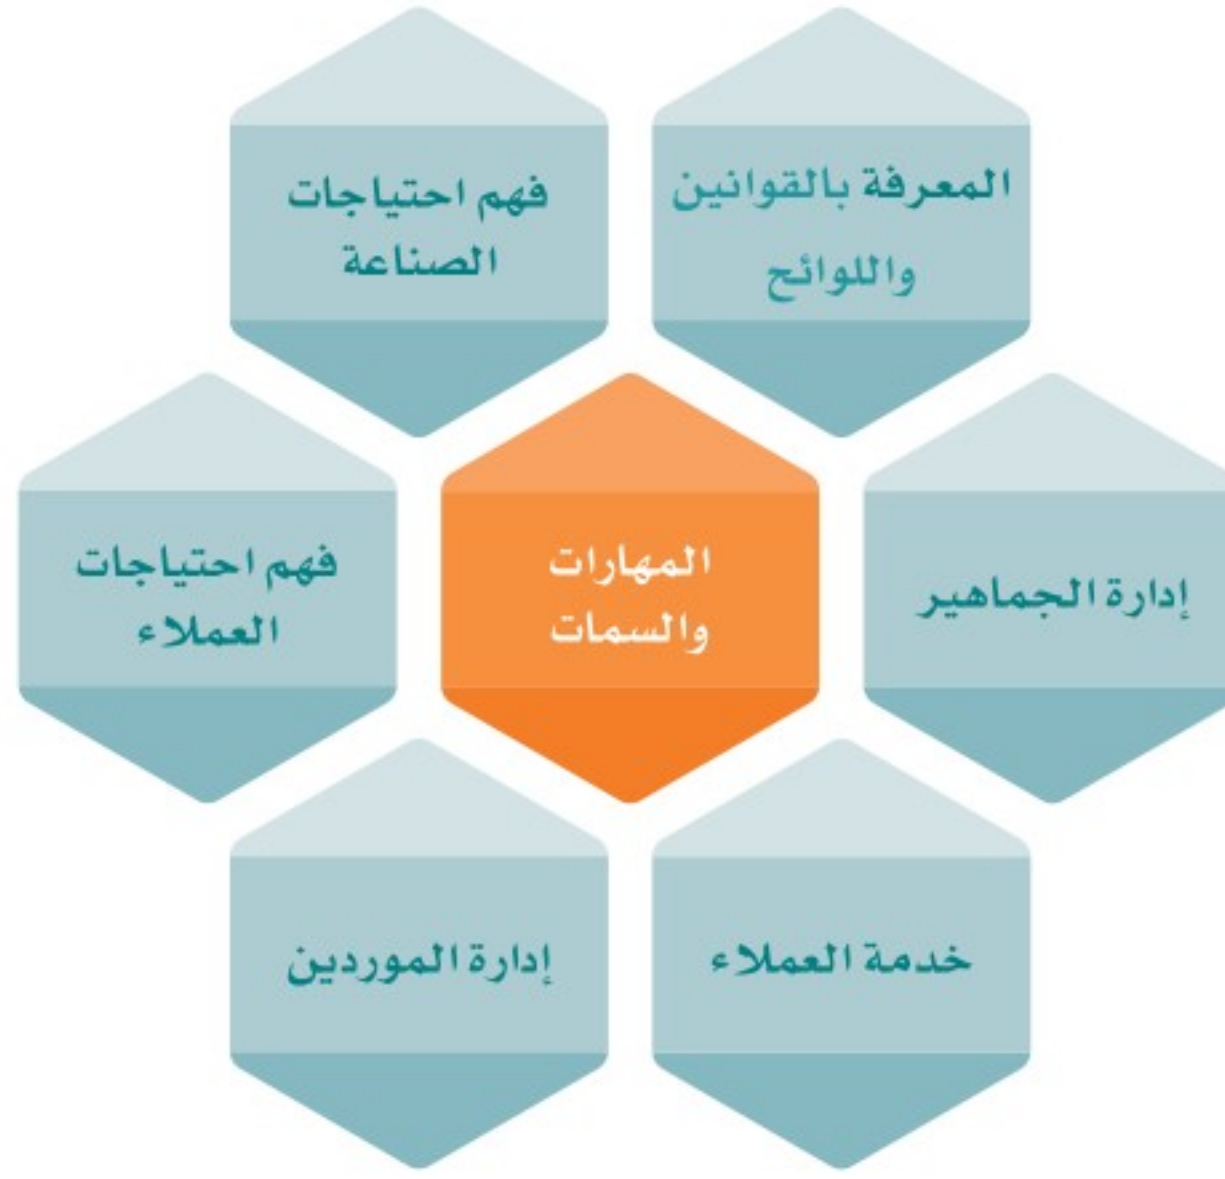 المعرفة بالقوانين
واللوائح
فهم احتياجات
الصناعة
إدارة الجماهير
المهارات
والسمات
فهم احتياجات
العملاء
خدمة العملاء
إدارة الموردين